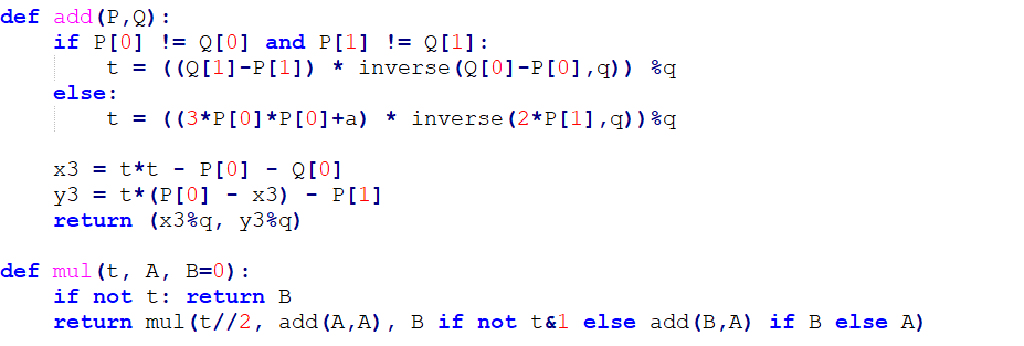 def add(P,Q):
    if P[0] != Q[0] and P[1] != Q[1]:
        t = ((Q[1]-P[1]) * inverse(Q[0]-P[0],q)) %q
    else:
        t = ((3*P[0]*P[0]+a) * inverse(2*P[1],q))%q

    x3 = t*t - P[0] - Q[0]
    y3 = t*(P[0] - x3) - P[1]
    return (x3%q, y3%q)

def mul(t, A, B=0):
    if not t: return B
    return mul(t//2, add(A,A), B if not t&1 else add(B,A) if B else A)